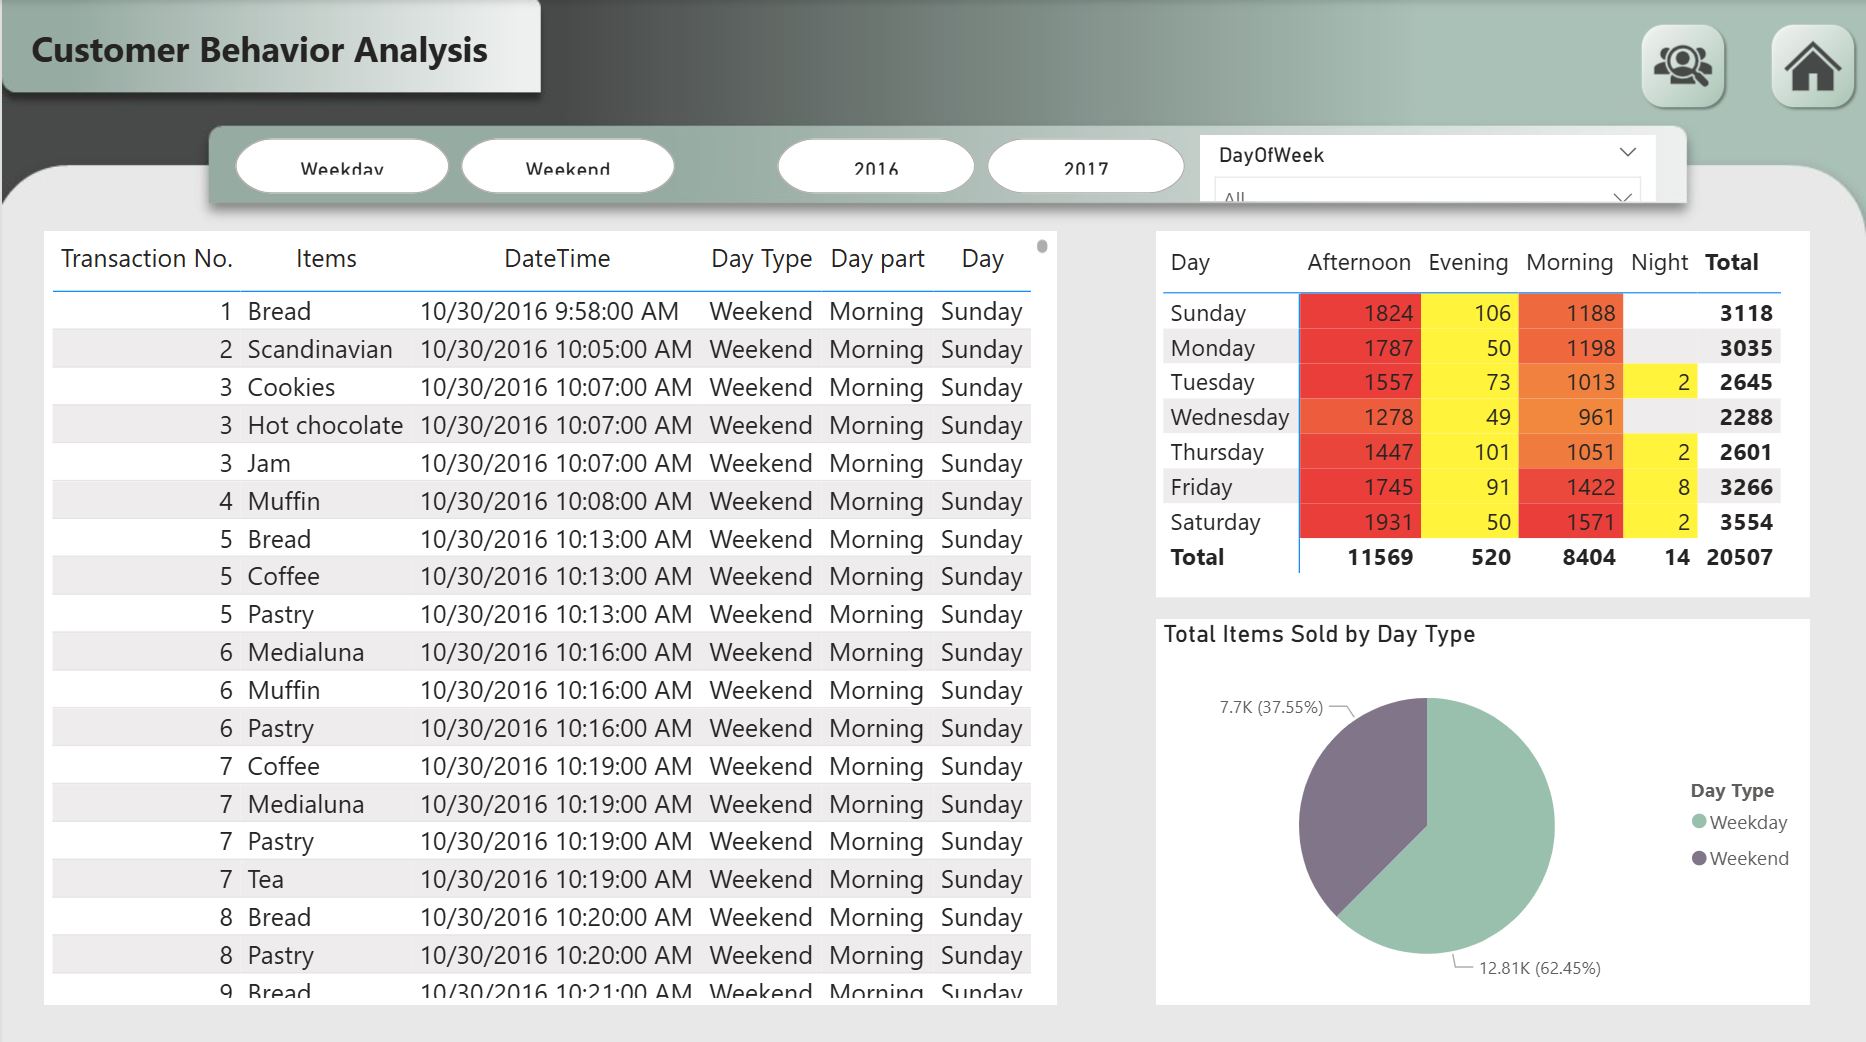 Customer Behavior Analysis
Weekday Weekend 2016 2017 DayOfWeek
All
Transaction No. Items DateTime Day Type Day part Day
1 Bread 10/30/2016 9:58:00 AM Weekend Morning Sunday
2 Scandinavian 10/30/2016 10:05:00 AM Weekend Morning Sunday
3 Cookies 10/30/2016 10:07:00 AM Weekend Morning Sunday
3 Hot chocolate 10/30/2016 10:07:00 AM Weekend Morning Sunday
3 Jam 10/30/2016 10:07:00 AM Weekend Morning Sunday
4 Muffin 10/30/2016 10:08:00 AM Weekend Morning Sunday
5 Bread 10/30/2016 10:13:00 AM Weekend Morning Sunday
5 Coffee 10/30/2016 10:13:00 AM Weekend Morning Sunday
5 Pastry 10/30/2016 10:13:00 AM Weekend Morning Sunday
6 Medialuna 10/30/2016 10:16:00 AM Weekend Morning Sunday
6 Muffin 10/30/2016 10:16:00 AM Weekend Morning Sunday
6 Pastry 10/30/2016 10:16:00 AM Weekend Morning Sunday
7 Coffee 10/30/2016 10:19:00 AM Weekend Morning Sunday
7 Medialuna 10/30/2016 10:19:00 AM Weekend Morning Sunday
7 Pastry 10/30/2016 10:19:00 AM Weekend Morning Sunday
7 Tea 10/30/2016 10:19:00 AM Weekend Morning Sunday
8 Bread 10/30/2016 10:20:00 AM Weekend Morning Sunday
8 Pastry 10/30/2016 10:20:00 AM Weekend Morning Sunday
9 Bread 10/30/2016 10:21:00 AM Weekend Morning Sunday
Day Afternoon Evening Morning Night Total
Sunday 1824 106 1188 3118
Monday 1787 50 1198 3035
Tuesday 1557 73 1013 2 2645
Wednesday 1278 49 961 2288
Thursday 1447 101 1051 2 2601
Friday 1745 91 1422 8 3266
Saturday 1931 50 1571 2 3554
Total 11569 520 8404 14 20507
Total Items Sold by Day Type
7.7K (37.55%)
12.81K (62.45%)
Day Type
Weekday
Weekend